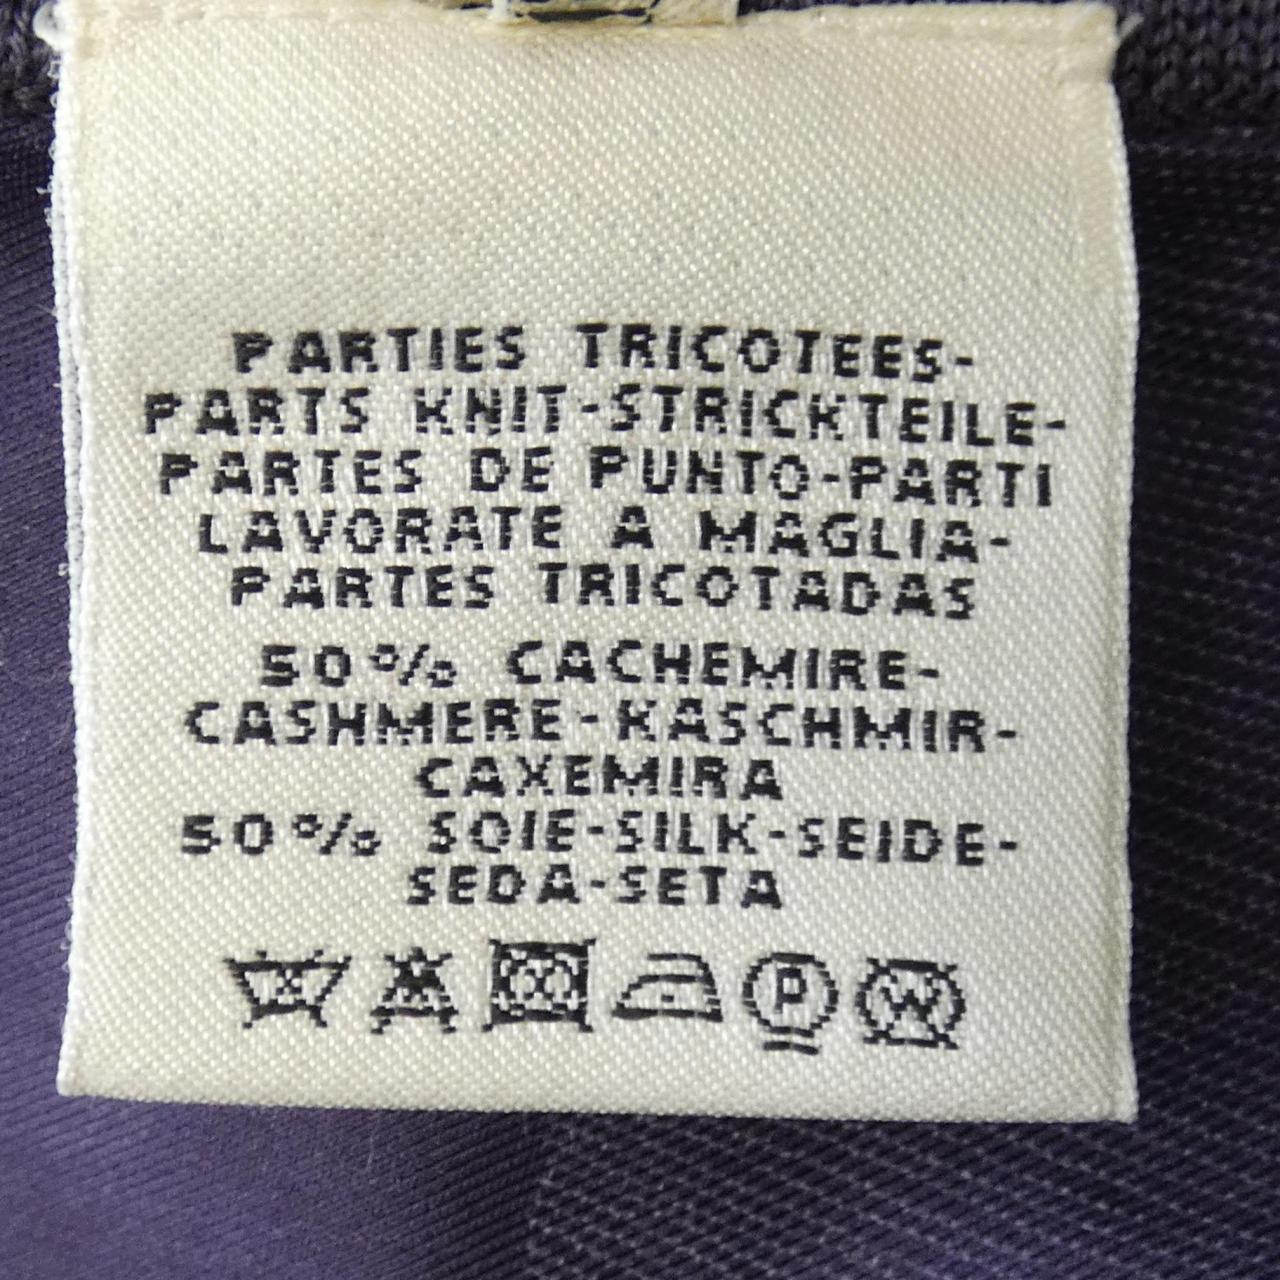 PARTIES TRICOTEES-
PARTS KNIT-STRICKTEILE-
PARTES DE PUNTO-PARTI
LAVORATE A MAGLIA-
PARTES TRICOTADAS
50% CACHEMIRE-
CASHMERE-KASCHMIR-
CAXEMIRA
50% SOIE-SILK-SEIDE-
SEDA-SETA
P W